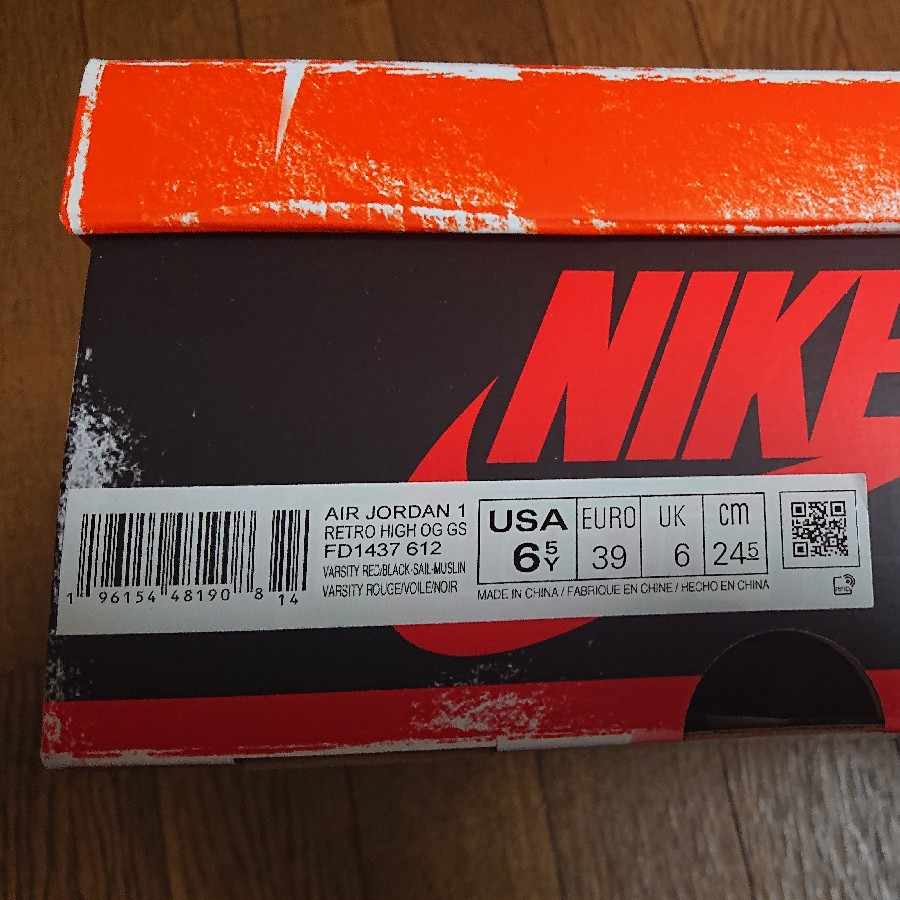 NIKE
AIR JORDAN 1
RETRO HIGH OG GS
FD1437 612
VARSITY RED/BLACK-SAIL-MUSLIN
VARSITY ROUGE/VOILE/NOIR
1 96154 48190 8 14
USA EURO UK cm
6 5 Y 39 6 24 5
MADE IN CHINA / FABRIQUE EN CHINE / HECHO EN CHINA